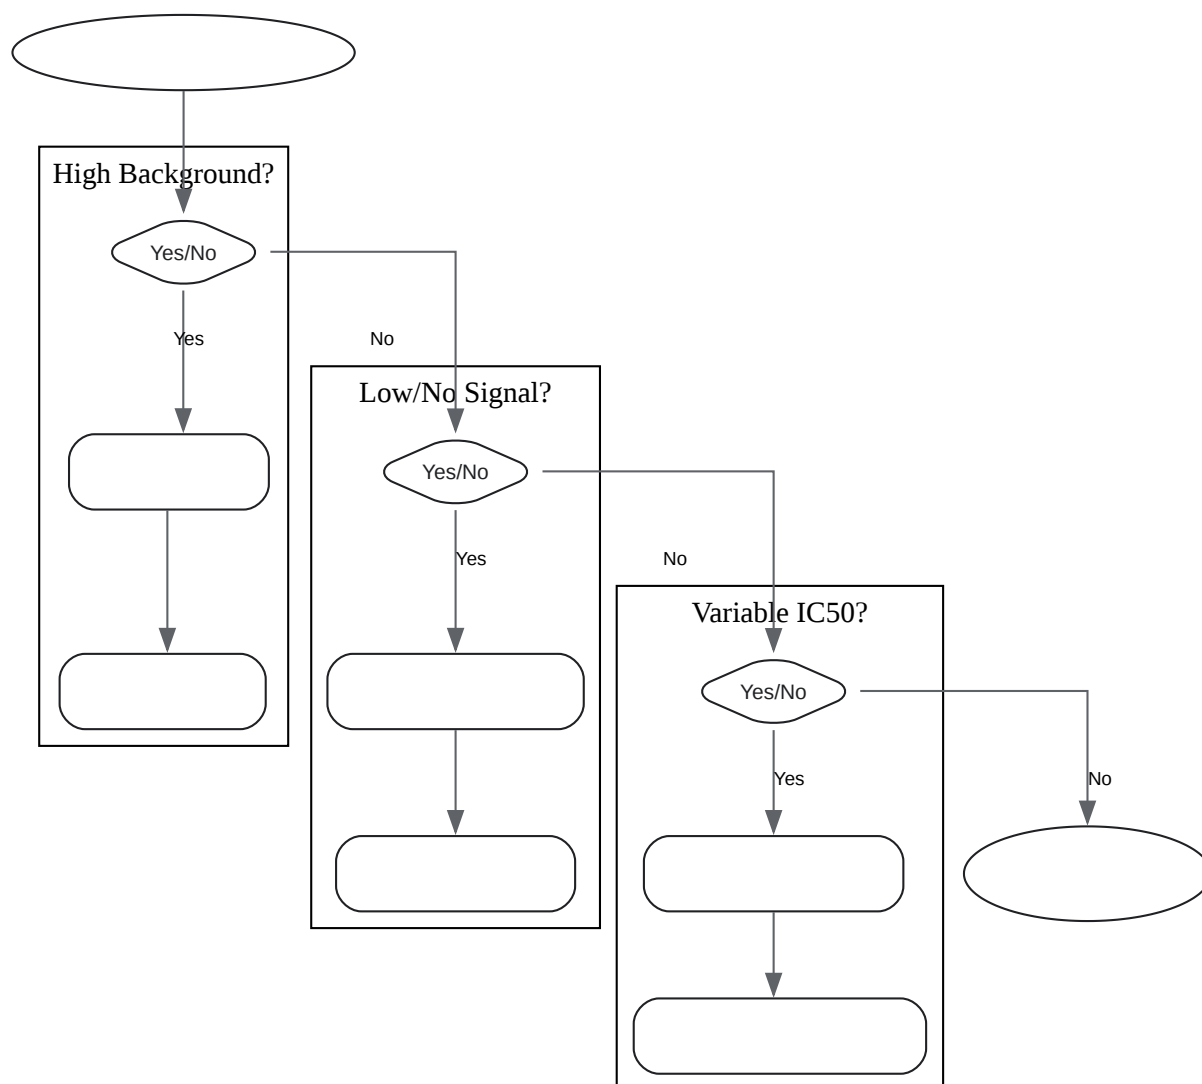 High Background?
Yes/No
Yes
No
Low/No Signal?
Yes/No
Yes
No
Variable IC50?
Yes/No
Yes
No